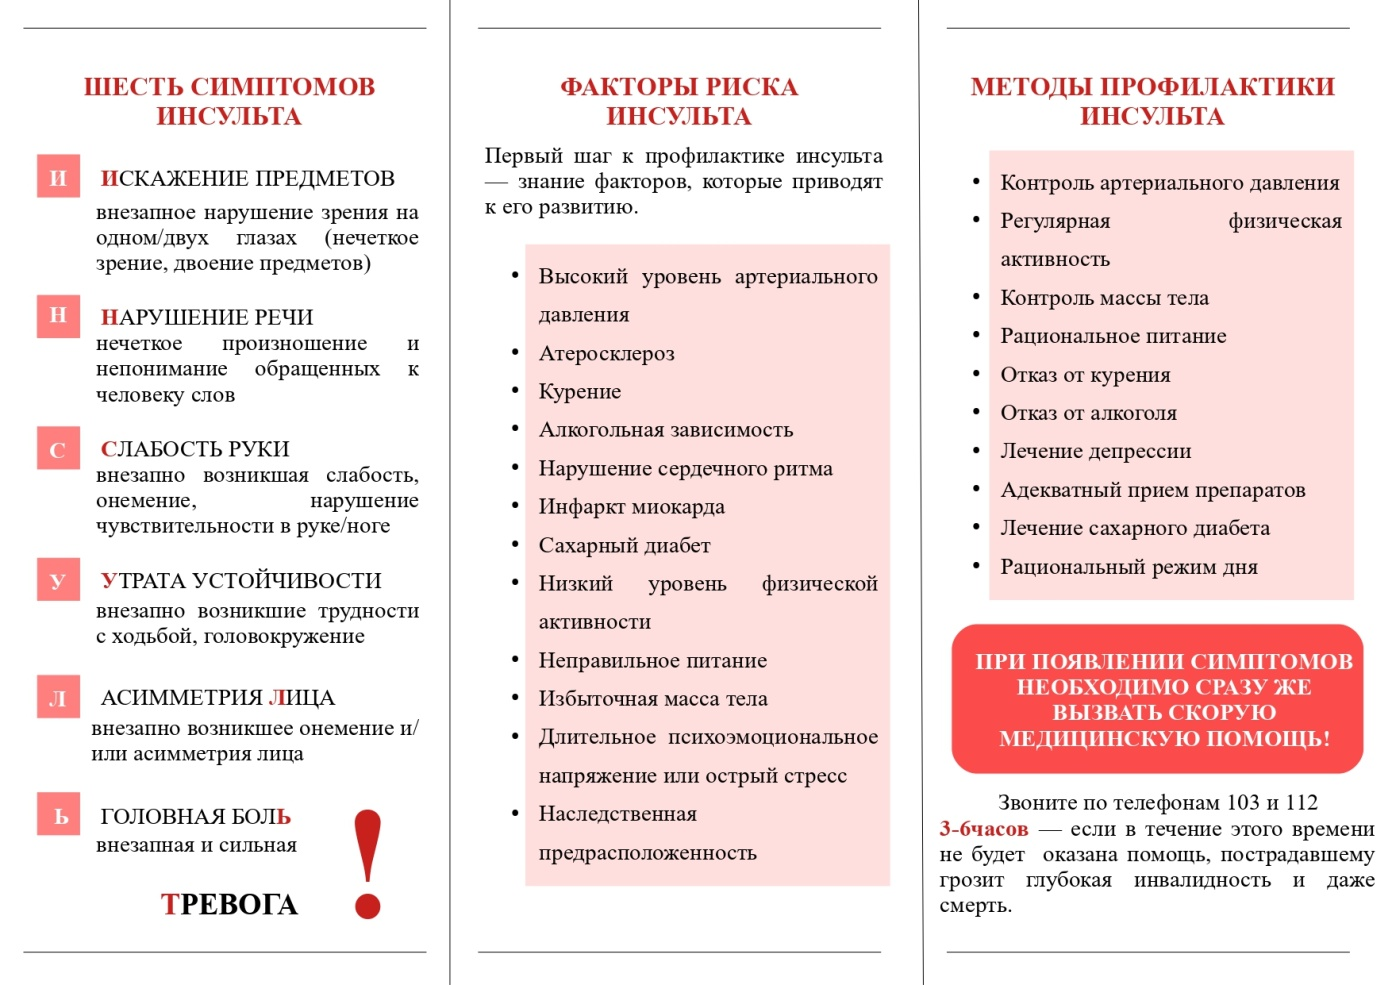 ШЕСТЬ СИМПТОМОВ
ИНСУЛЬТА
И
ИСКАЖЕНИЕ ПРЕДМЕТОВ
внезапное нарушение зрения на
одном/двух глазах (нечеткое
зрение, двоение предметов)
Н
НАРУШЕНИЕ РЕЧИ
нечеткое произношение и
непонимание обращенных к
человеку слов
С
СЛАБОСТЬ РУКИ
внезапно возникшая слабость,
онемение, нарушение
чувствительности в руке/ноге
У
УТРАТА УСТОЙЧИВОСТИ
внезапно возникшие трудности
с ходьбой, головокружение
Л
АСИММЕТРИЯ ЛИЦА
внезапно возникшее онемение и/
или асимметрия лица
Ь
ГОЛОВНАЯ БОЛЬ
внезапная и сильная
ТРЕВОГА
!
ФАКТОРЫ РИСКА
ИНСУЛЬТА
Первый шаг к профилактике инсульта
— знание факторов, которые приводят
к его развитию.
• Высокий уровень артериального
давления
• Атеросклероз
• Курение
• Алкогольная зависимость
• Нарушение сердечного ритма
• Инфаркт миокарда
• Сахарный диабет
• Низкий уровень физической
активности
• Неправильное питание
• Избыточная масса тела
• Длительное психоэмоциональное
напряжение или острый стресс
• Наследственная
предрасположенность
МЕТОДЫ ПРОФИЛАКТИКИ
ИНСУЛЬТА
• Контроль артериального давления
• Регулярная физическая
активность
• Контроль массы тела
• Рациональное питание
• Отказ от курения
• Отказ от алкоголя
• Лечение депрессии
• Адекватный прием препаратов
• Лечение сахарного диабета
• Рациональный режим дня
ПРИ ПОЯВЛЕНИИ СИМПТОМОВ
НЕОБХОДИМО СРАЗУ ЖЕ
ВЫЗВАТЬ СКОРУЮ
МЕДИЦИНСКУЮ ПОМОЩЬ!
Звоните по телефонам 103 и 112
3-6часов — если в течение этого времени
не будет оказана помощь, пострадавшему
грозит глубокая инвалидность и даже
смерть.